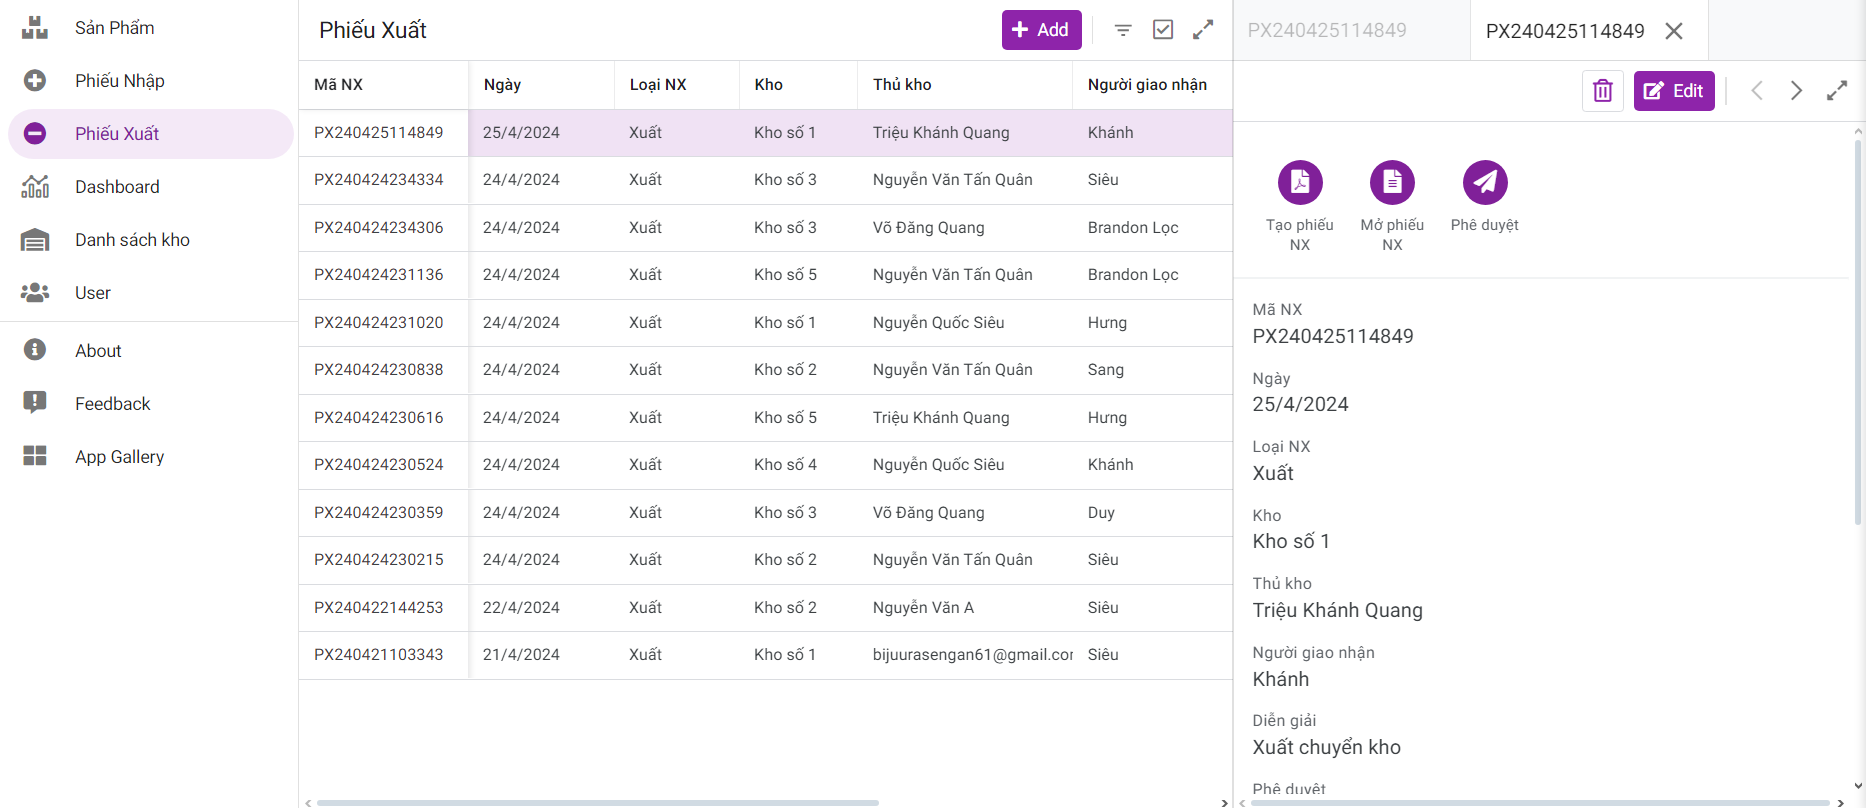 Sản Phẩm
Phiếu Nhập
Phiếu Xuất
Dashboard
Danh sách kho
User
About
Feedback
App Gallery
Phiếu Xuất
Add
Mã NX Ngày Loại NX Kho Thủ kho Người giao nhận
PX240425114849 25/4/2024 Xuất Kho số 1 Triệu Khánh Quang Khánh
PX240424234334 24/4/2024 Xuất Kho số 3 Nguyễn Văn Tấn Quân Siêu
PX240424234306 24/4/2024 Xuất Kho số 3 Võ Đăng Quang Brandon Lọc
PX240424231136 24/4/2024 Xuất Kho số 5 Nguyễn Văn Tấn Quân Brandon Lọc
PX240424231020 24/4/2024 Xuất Kho số 1 Nguyễn Quốc Siêu Hưng
PX240424230838 24/4/2024 Xuất Kho số 2 Nguyễn Văn Tấn Quân Sang
PX240424230616 24/4/2024 Xuất Kho số 5 Triệu Khánh Quang Hưng
PX240424230524 24/4/2024 Xuất Kho số 4 Nguyễn Quốc Siêu Khánh
PX240424230359 24/4/2024 Xuất Kho số 3 Võ Đăng Quang Duy
PX240424230215 24/4/2024 Xuất Kho số 2 Nguyễn Văn Tấn Quân Siêu
PX240422144253 22/4/2024 Xuất Kho số 2 Nguyễn Văn A Siêu
PX240421103343 21/4/2024 Xuất Kho số 1 bijuurasengan61@gmail.com Siêu
PX240425114849
PX240425114849
Edit
Tạo phiếu NX
Mở phiếu NX
Phê duyệt
Mã NX
PX240425114849
Ngày
25/4/2024
Loại NX
Xuất
Kho
Kho số 1
Thủ kho
Triệu Khánh Quang
Người giao nhận
Khánh
Diễn giải
Xuất chuyển kho
Phê duyệt